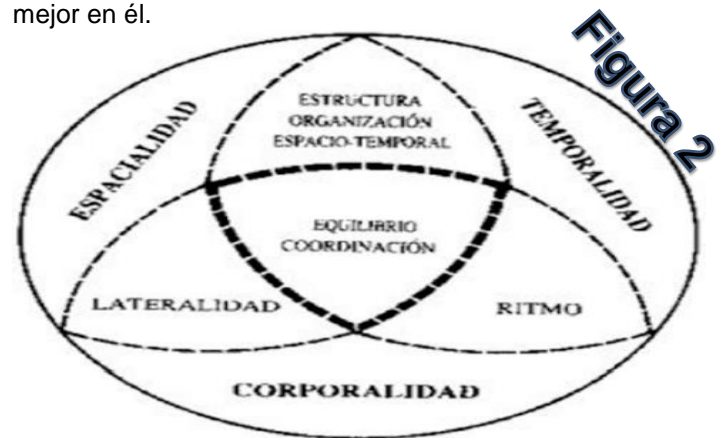 mejor en él.
Figura 2
ESPACIALIDAD
ESTRUCTURA
ORGANIZACIÓN
ESPACIO-TEMPORAL
TEMPORALIDAD
EQUILIBRIO
COORDINACIÓN
LATERALIDAD
RITMO
CORPORALIDAD